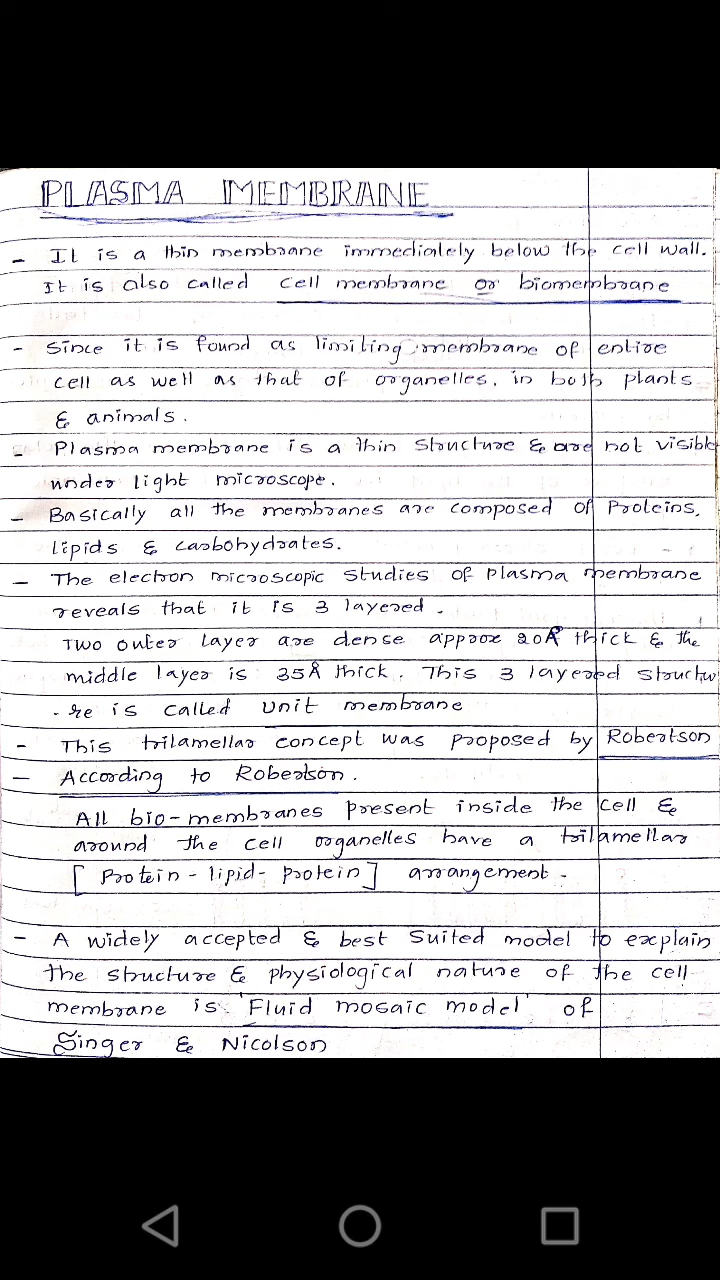 PLASMA MEMBRANE
- It is a thin membrane immediately below the cell wall.
It is also called cell membrane or biomembrane
- Since it is found as limiting membrane of entire
cell as well as that of organelles. in both plants
& animals.
- Plasma membrane is a thin structure & are not visible
under light microscope.
- Basically all the membranes are composed of Proteins,
lipids & carbohydrates.
- The electron microscopic studies of plasma membrane
reveals that it is 3 layered.
Two outer layer are dense approx 20Å thick & the
middle layer is 35Å thick. This 3 layered structu
-re is called unit membrane
- This trilamellar concept was proposed by Robertson
- According to Robertson.
All bio-membranes present inside the cell &
around the cell organelles have a trilamellar
[Protein - lipid - protein] arrangement -
- A widely accepted & best suited model to explain
the structure & physiological nature of the cell
membrane is 'Fluid mosaic model' of
Singer & Nicolson